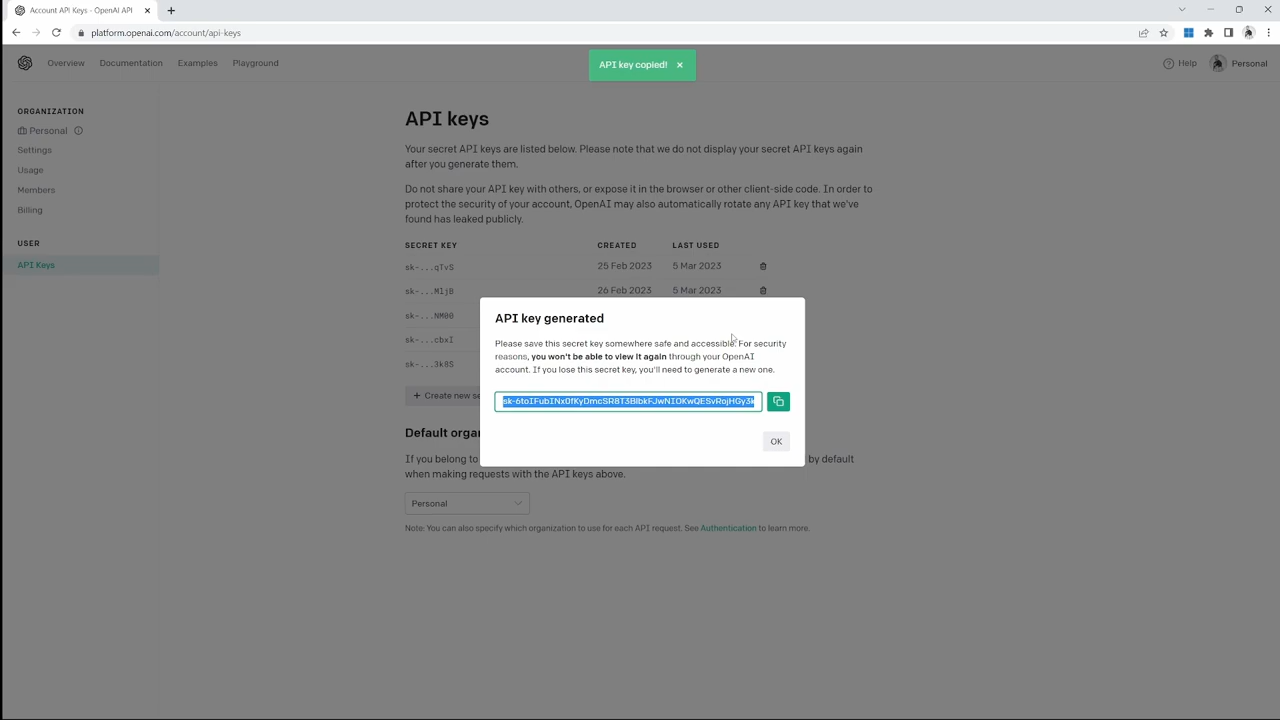 Account API Keys - OpenAI API
platform.openai.com/account/api-keys
Overview Documentation Examples Playground
API key copied!
Help Personal
ORGANIZATION
Personal
Settings
Usage
Members
Billing
USER
API Keys
API keys
Your secret API keys are listed below. Please note that we do not display your secret API keys again
after you generate them.
Do not share your API key with others, or expose it in the browser or other client-side code. In order to
protect the security of your account, OpenAI may also automatically rotate any API key that we've
found has leaked publicly.
SECRET KEY CREATED LAST USED
sk-...qTvS 25 Feb 2023 5 Mar 2023
sk-...MljB 26 Feb 2023 5 Mar 2023
sk-...NM00
sk-...cbxI
sk-...3k8S
+ Create new se
API key generated
Please save this secret key somewhere safe and accessible. For security
reasons, you won't be able to view it again through your OpenAI
account. If you lose this secret key, you'll need to generate a new one.
OK
Default orga
If you belong to by default
when making requests with the API keys above.
Personal
Note: You can also specify which organization to use for each API request. See Authentication to learn more.